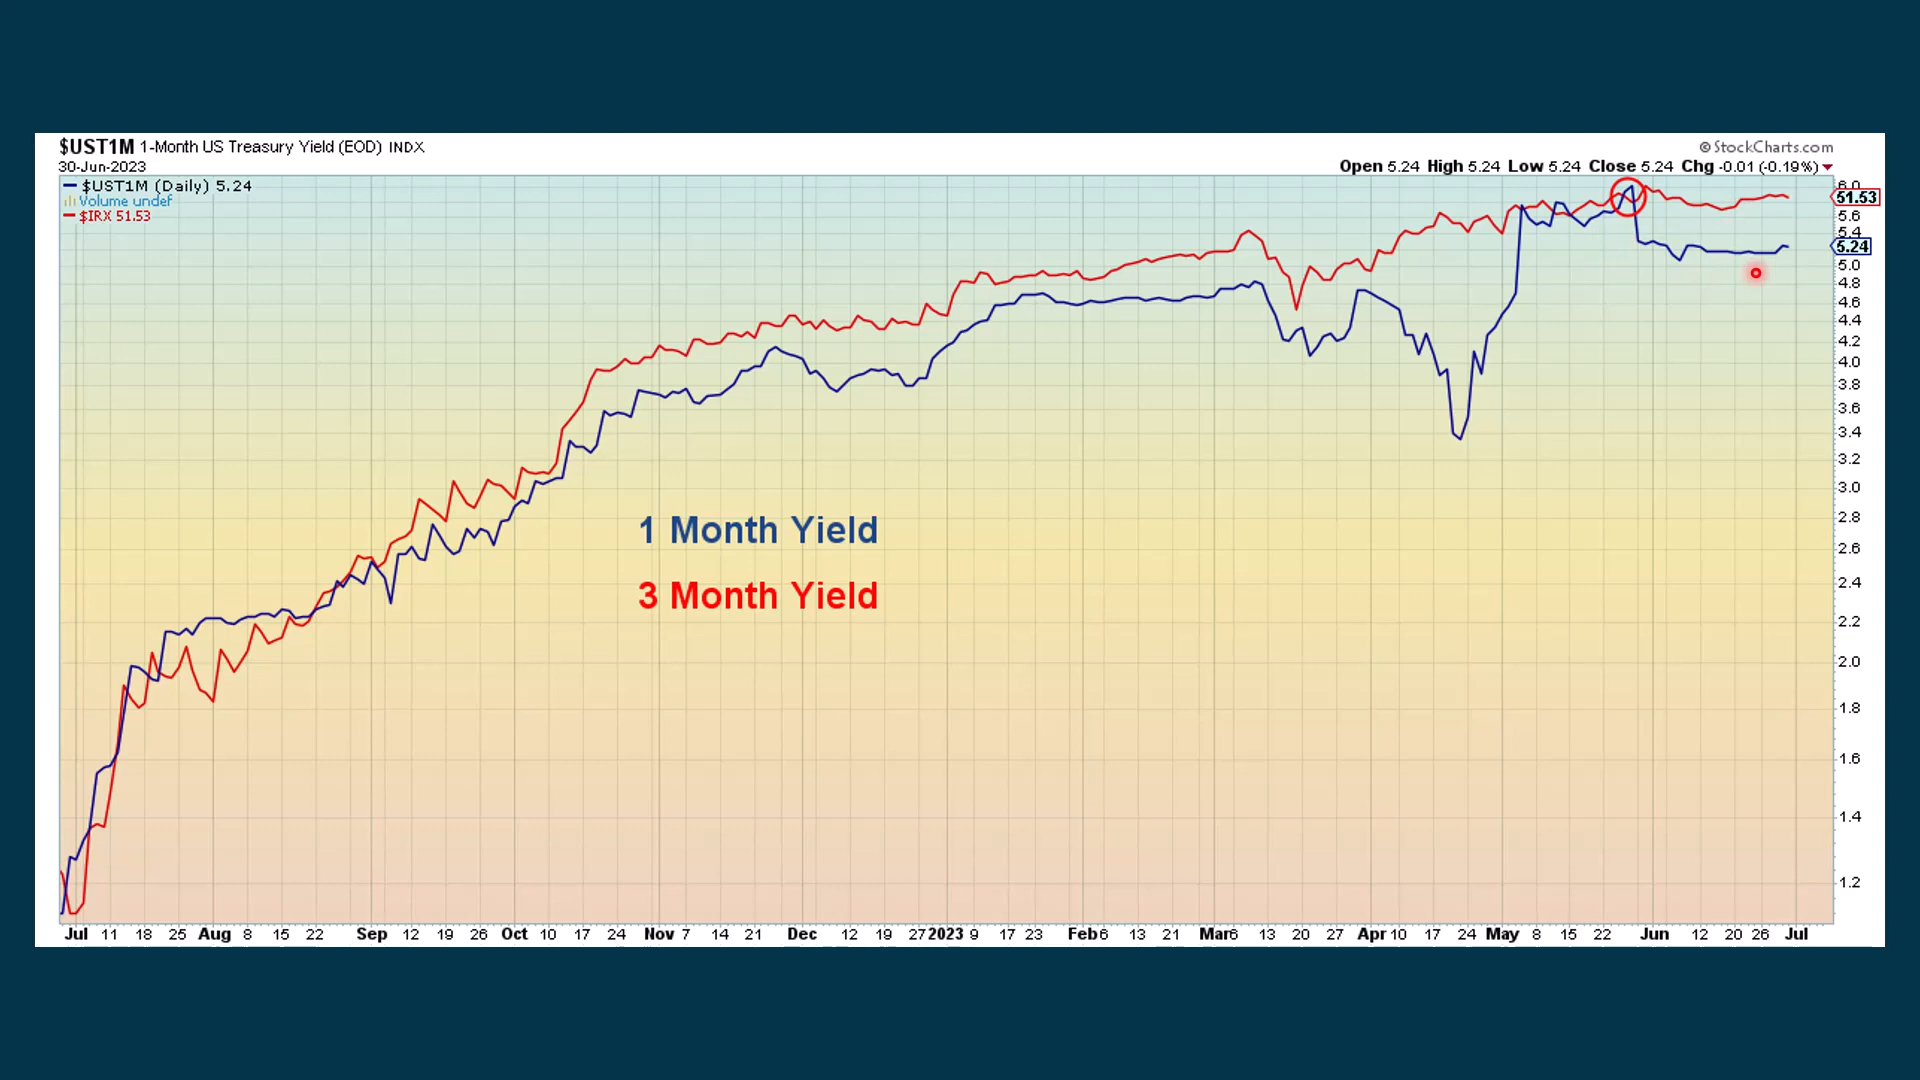 $UST1M 1-Month US Treasury Yield (EOD) INDX
© StockCharts.com
30-Jun-2023
Open 5.24 High 5.24 Low 5.24 Close 5.24 Chg -0.01 (-0.19%)
$UST1M (Daily) 5.24
Volume undef
$IRX 51.53
6.0
51.53
5.6
5.4
5.24
5.0
4.8
4.6
4.4
4.2
4.0
3.8
3.6
3.4
3.2
3.0
2.8
2.6
2.4
2.2
2.0
1.8
1.6
1.4
1.2
1 Month Yield
3 Month Yield
Jul 11 18 25 Aug 8 15 22 Sep 12 19 26 Oct 10 17 24 Nov 7 14 21 Dec 12 19 27 2023 9 17 23 Feb 6 13 21 Mar 6 13 20 27 Apr 10 17 24 May 8 15 22 Jun 12 20 26 Jul